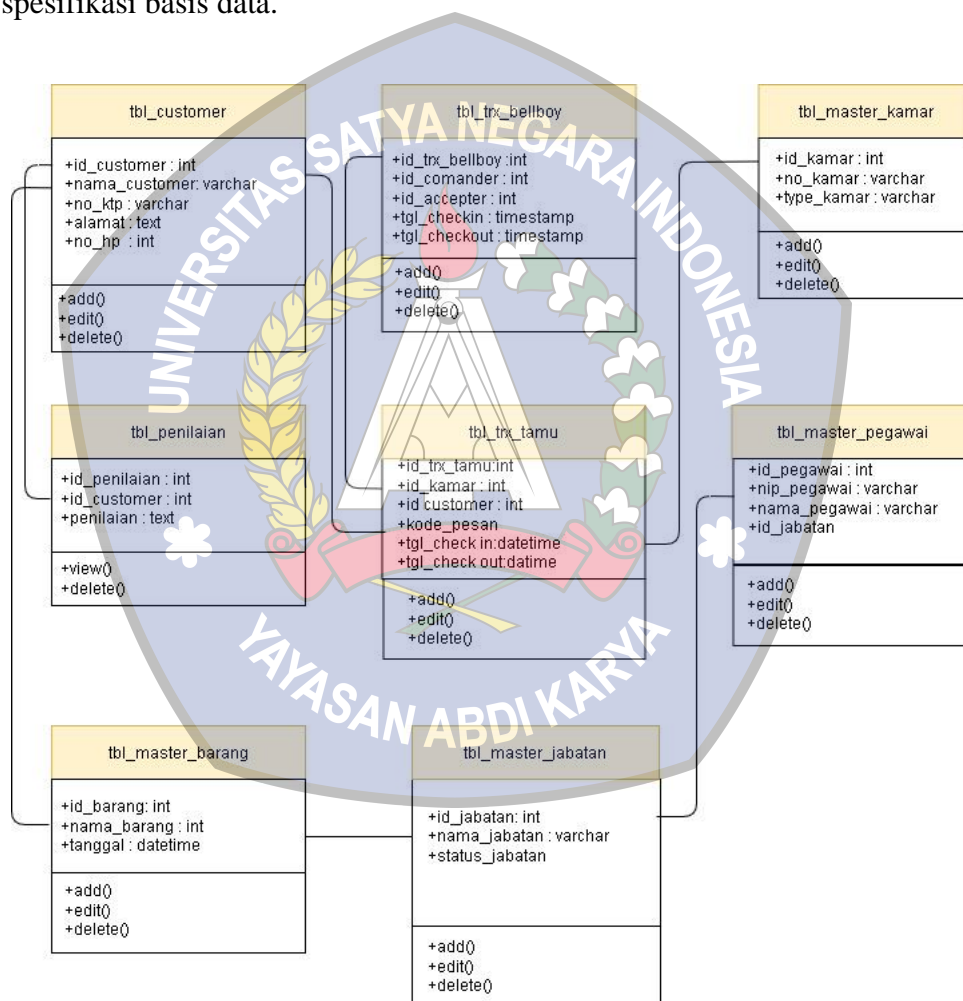 spesifikasi basis data.
tbl_customer
+id_customer : int
+nama_customer: varchar
+no_ktp : varchar
+alamat : text
+no_hp : int
+add()
+edit()
+delete()
tbl_trx_bellboy
+id_trx_bellboy :int
+id_comander : int
+id_accepter : int
+tgl_checkin : timestamp
+tgl_checkout : timestamp
+add()
+edit()
+delete()
tbl_master_kamar
+id_kamar : int
+no_kamar : varchar
+type_kamar : varchar
+add()
+edit()
+delete()
tbl_penilaian
+id_penilaian : int
+id_customer : int
+penilaian : text
+view()
+delete()
tbl_trx_tamu
+id_trx_tamu:int
+id_kamar : int
+id customer : int
+kode_pesan
+tgl_check in:datetime
+tgl_check out:datime
+add()
+edit()
+delete()
tbl_master_pegawai
+id_pegawai : int
+nip_pegawai : varchar
+nama_pegawai : varchar
+id_jabatan
+add()
+edit()
+delete()
tbl_master_barang
+id_barang: int
+nama_barang : int
+tanggal : datetime
+add()
+edit()
+delete()
tbl_master_jabatan
+id_jabatan: int
+nama_jabatan : varchar
+status_jabatan
+add()
+edit()
+delete()
UNIVERSITAS SATYA NEGARA INDONESIA
YAYASAN ABDI KARYA